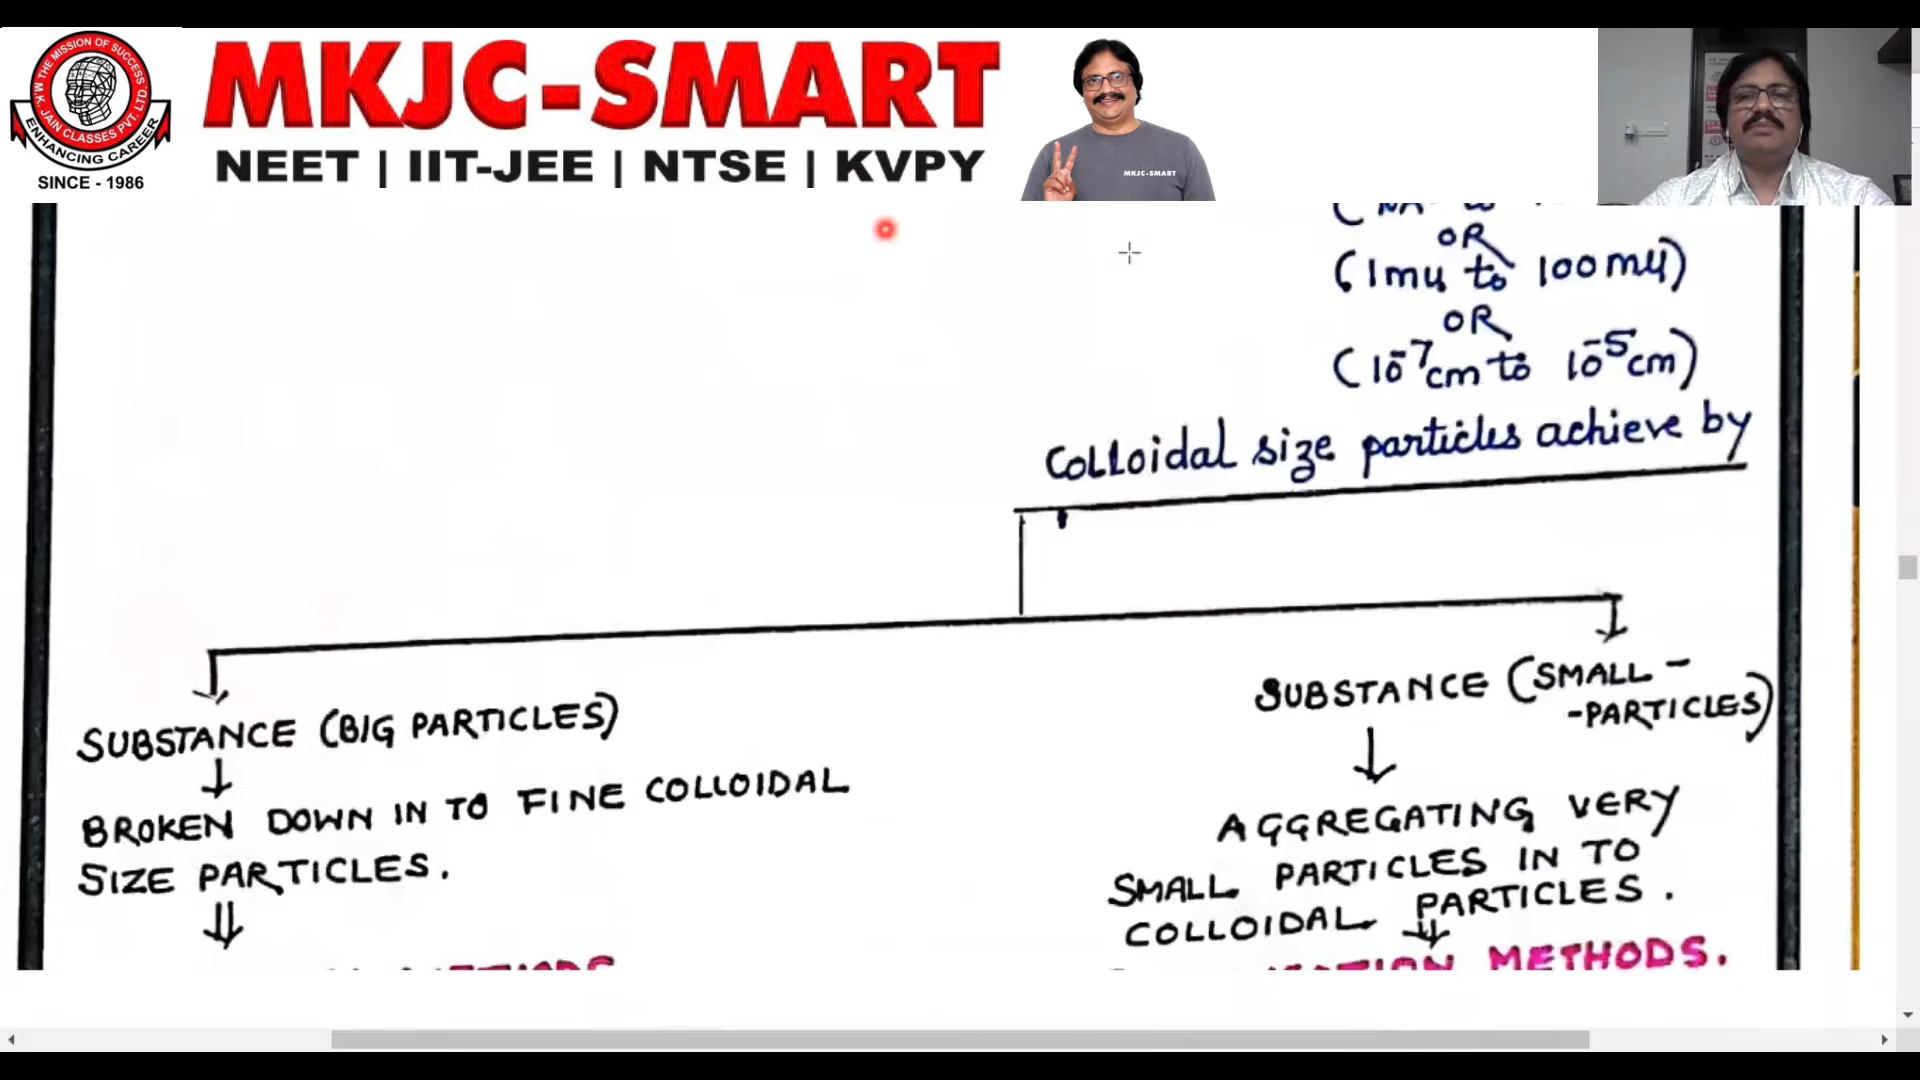 THE MISSION OF SUCCESS
M.K. JAIN CLASSES PVT. LTD.
ENHANCING CAREER
SINCE - 1986
MKJC-SMART
NEET | IIT-JEE | NTSE | KVPY
MKJC-SMART
OR
(1mμ to 100mμ)
OR
(10⁻⁷cm to 10⁻⁵cm)
Colloidal size particles achieve by
SUBSTANCE (BIG PARTICLES)
BROKEN DOWN IN TO FINE COLLOIDAL
SIZE PARTICLES.
SUBSTANCE (SMALL-
-PARTICLES)
AGGREGATING VERY
SMALL PARTICLES IN TO
COLLOIDAL PARTICLES.
METHODS.